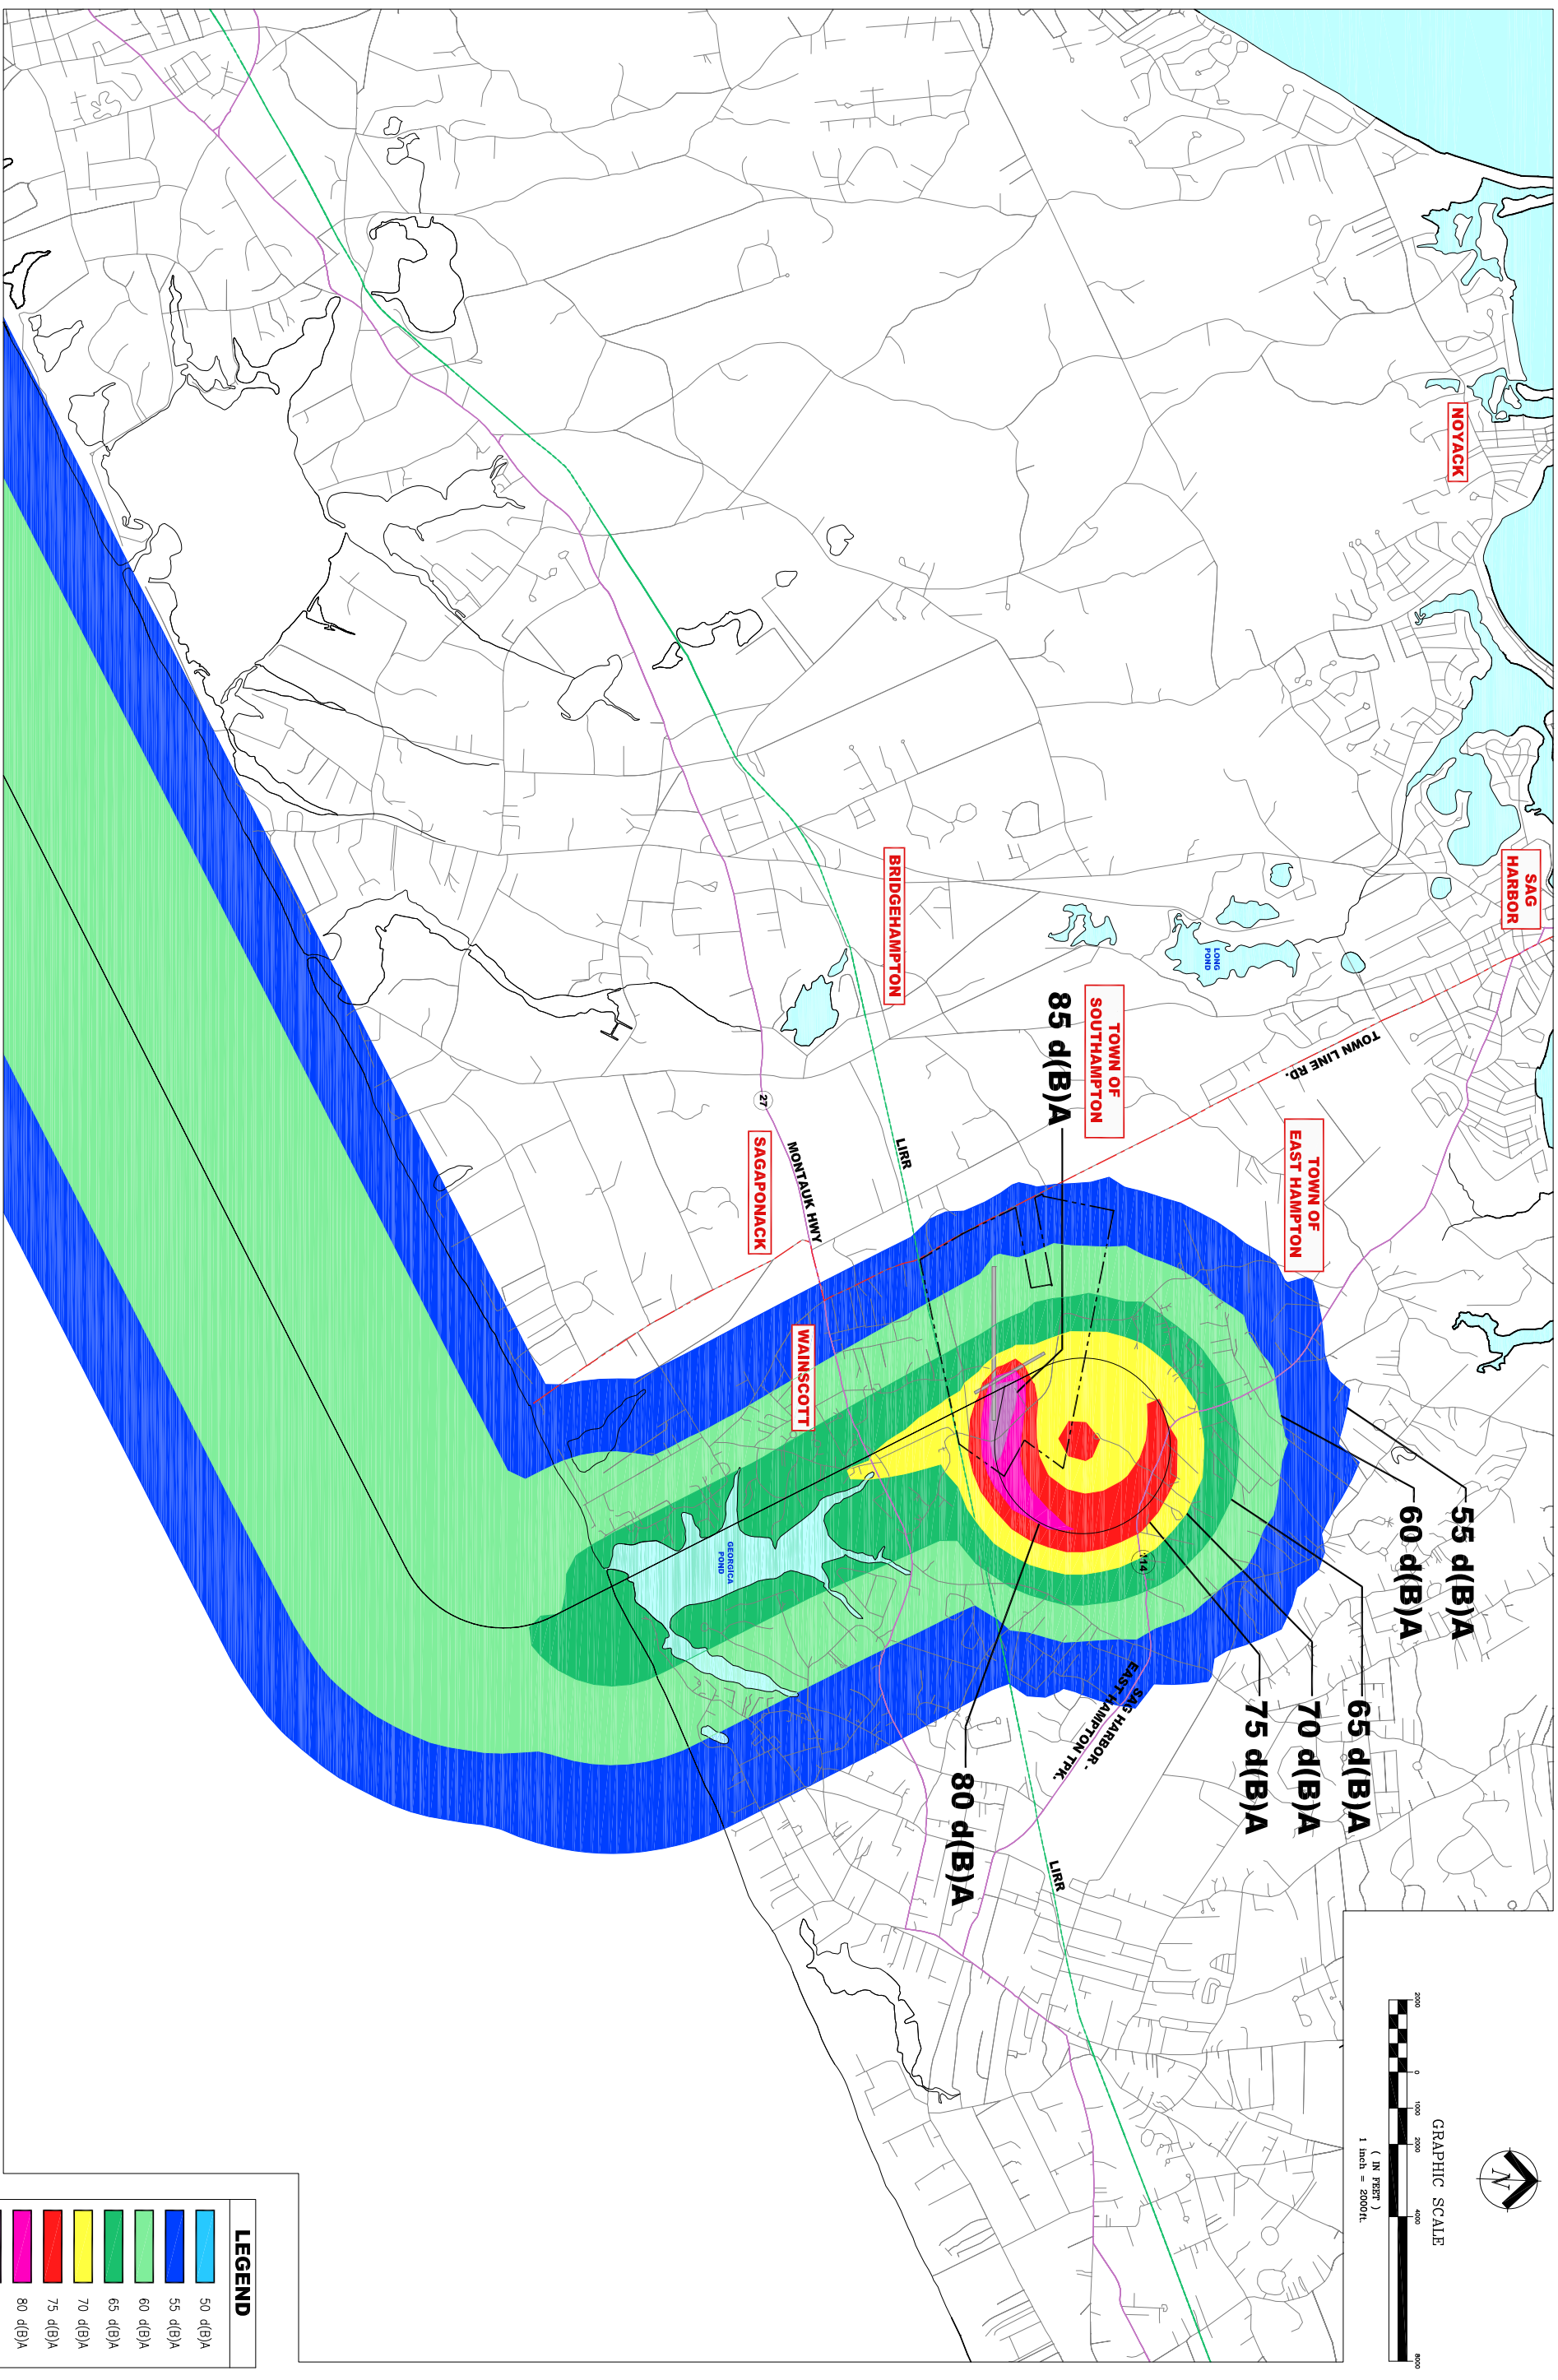 NOYACK
SAG
HARBOR
LONG
POND
BRIDGEHAMPTON
TOWN OF
SOUTHAMPTON
85 d(B)A
TOWN LINE RD.
TOWN OF
EAST HAMPTON
27
MONTAUK HWY
LIRR
SAGAPONACK
WAINSCOTT
GEORGICA
POND
114
55 d(B)A
60 d(B)A
65 d(B)A
70 d(B)A
75 d(B)A
80 d(B)A
SAG HARBOR -
EAST HAMPTON TPK.
LIRR
N
GRAPHIC SCALE
2000 0 1000 2000 4000 8000
( IN FEET )
1 inch = 2000ft.
LEGEND
50 d(B)A
55 d(B)A
60 d(B)A
65 d(B)A
70 d(B)A
75 d(B)A
80 d(B)A